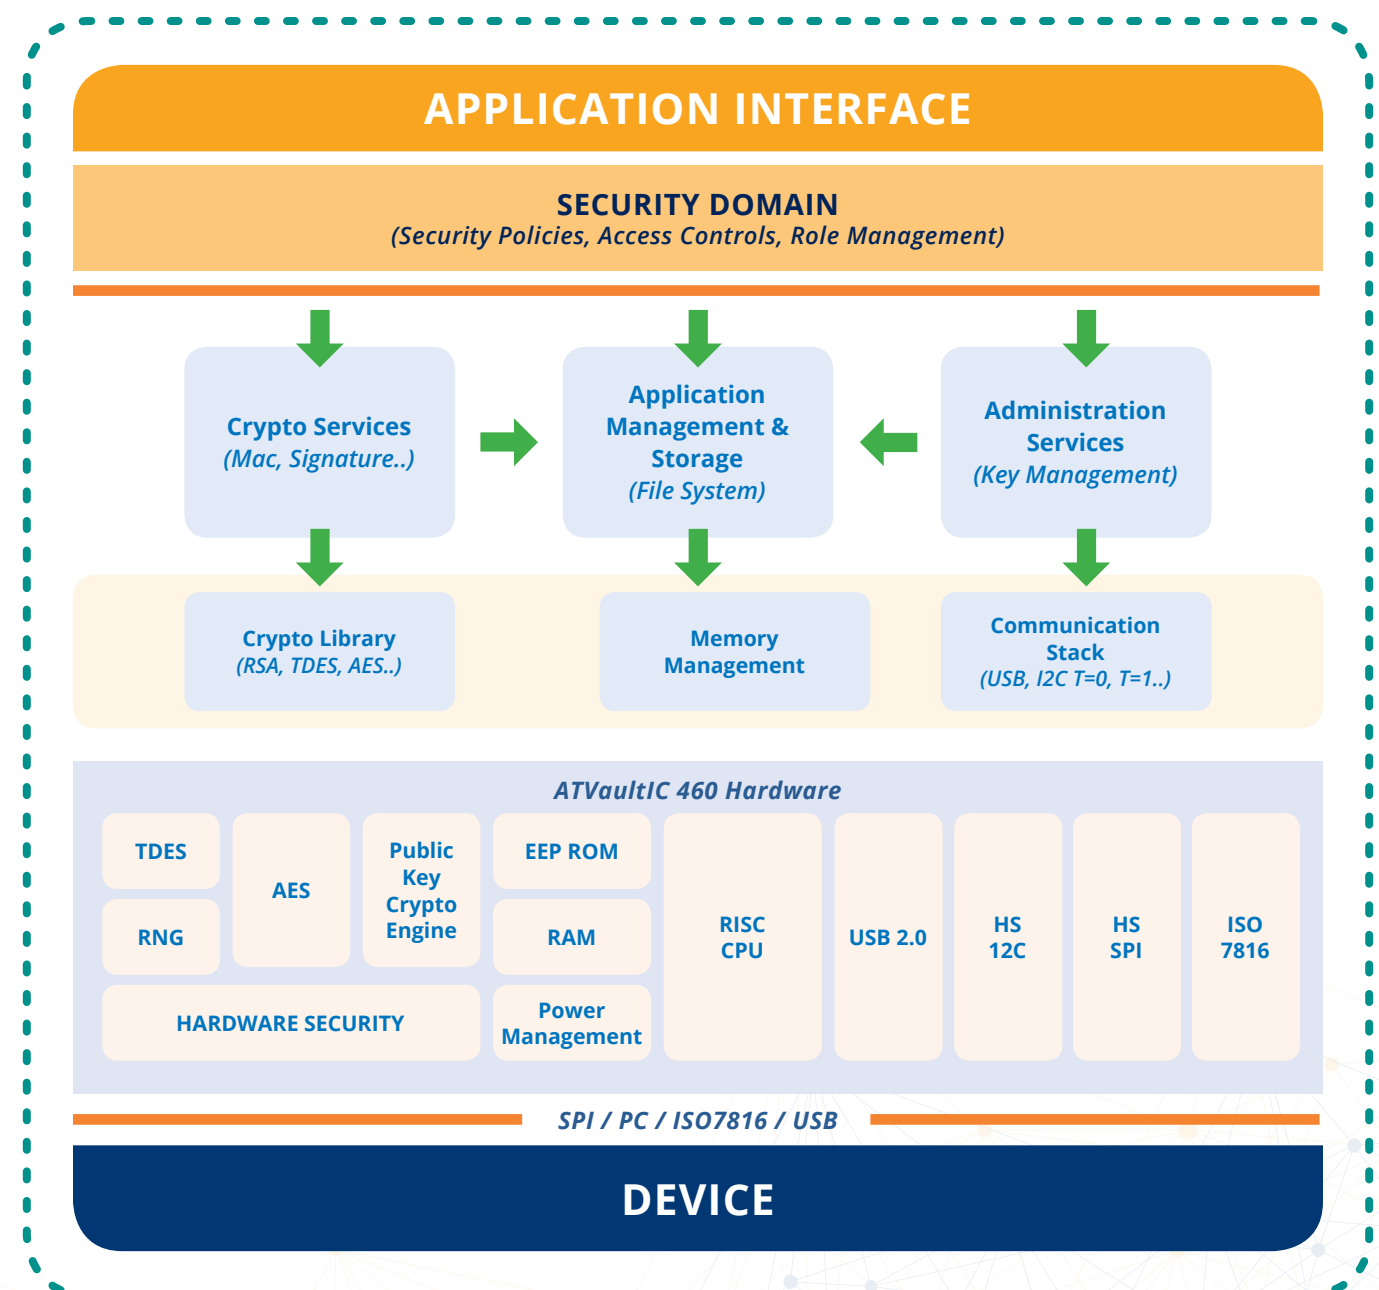 APPLICATION INTERFACE
SECURITY DOMAIN
(Security Policies, Access Controls, Role Management)
Crypto Services
(Mac, Signature..)
Application
Management &
Storage
(File System)
Administration
Services
(Key Management)
Crypto Library
(RSA, TDES, AES..)
Memory
Management
Communication
Stack
(USB, I2C T=0, T=1..)
ATVaultIC 460 Hardware
TDES
RNG
AES
Public
Key
Crypto
Engine
HARDWARE SECURITY
EEP ROM
RAM
Power
Management
RISC
CPU
USB 2.0
HS
12C
HS
SPI
ISO
7816
SPI / PC / ISO7816 / USB
DEVICE